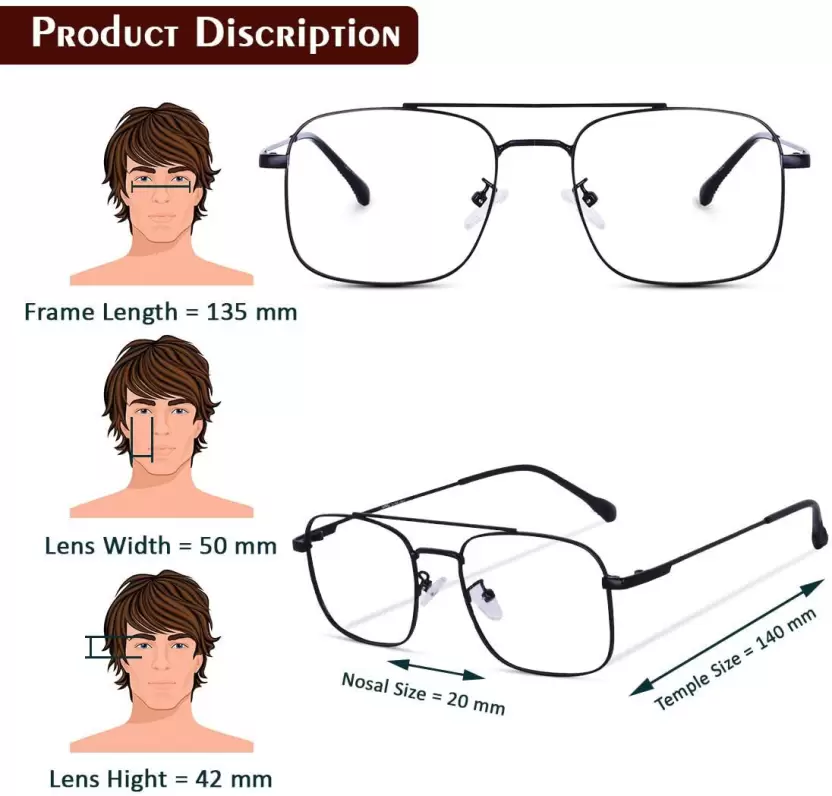 Product Discription
Frame Length = 135 mm
Lens Width = 50 mm
Nosal Size = 20 mm
Temple Size = 140 mm
Lens Hight = 42 mm